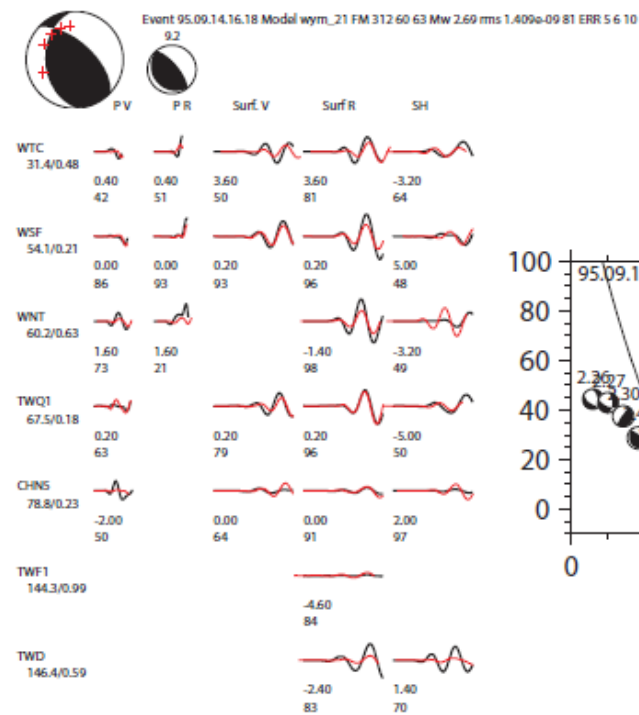 Event 95.09.14.16.18 Model wym_21 FM 312 60 63 Mw 2.69 rms 1.409e-09 81 ERR 5 6 10
9.2
P V P R Surf. V Surf R SH
WTC
31.4/0.48
0.40 0.40 3.60 3.60 -3.20
42 51 50 81 64
WSF
54.1/0.21
0.00 0.00 0.20 0.20 5.00
86 93 93 96 48
WNT
60.2/0.63
1.60 1.60 -1.40 -3.20
73 21 98 49
TWQ1
67.5/0.18
0.20 0.20 0.20 -5.00
63 79 96 50
CHN5
78.8/0.23
-2.00 0.00 0.00 2.00
50 64 91 97
TWF1
144.3/0.99
-4.60
84
TWD
146.4/0.59
-2.40 1.40
83 70
100
95.09.1
80
60
40
20
0
0